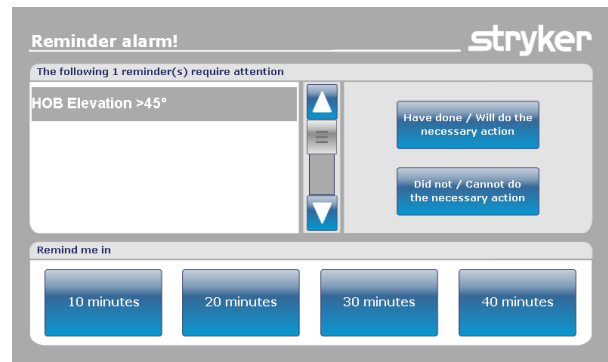 Reminder alarm!
stryker
The following 1 reminder(s) require attention
HOB Elevation >45°
Have done / Will do the
necessary action
Did not / Cannot do
the necessary action
Remind me in
10 minutes
20 minutes
30 minutes
40 minutes